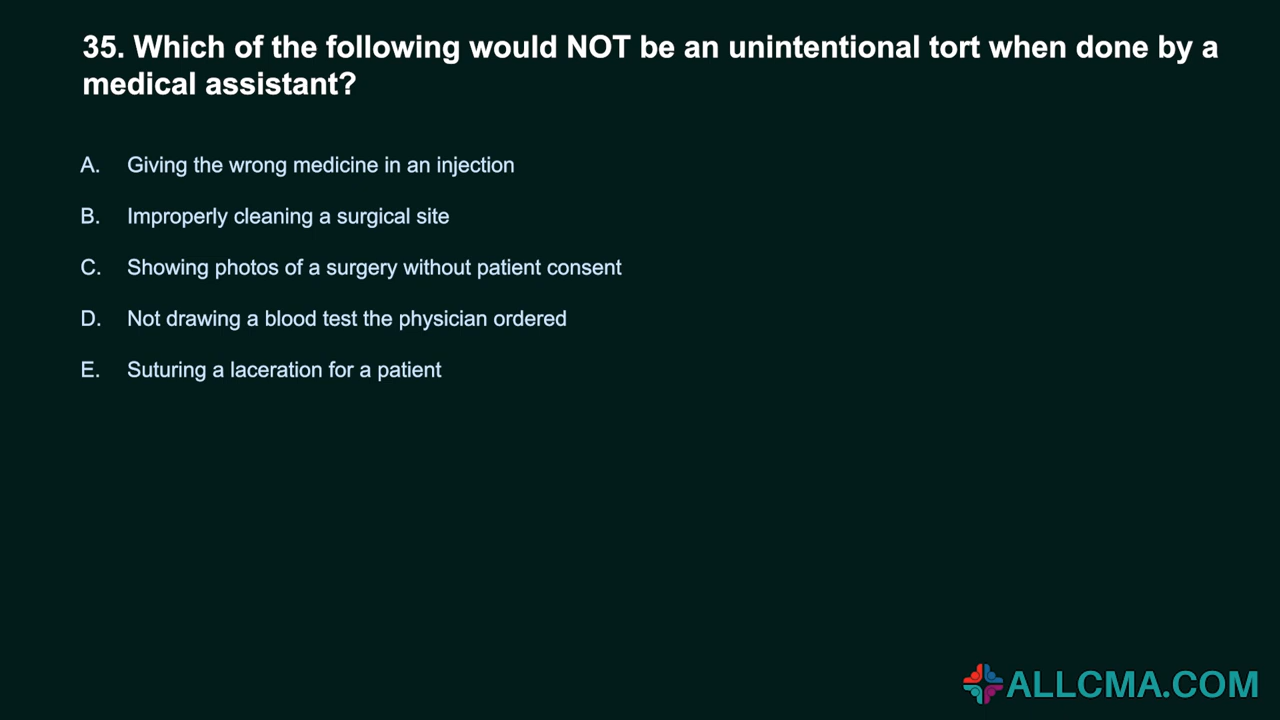 35. Which of the following would NOT be an unintentional tort when done by a
medical assistant?
A. Giving the wrong medicine in an injection
B. Improperly cleaning a surgical site
C. Showing photos of a surgery without patient consent
D. Not drawing a blood test the physician ordered
E. Suturing a laceration for a patient
ALLCMA.COM